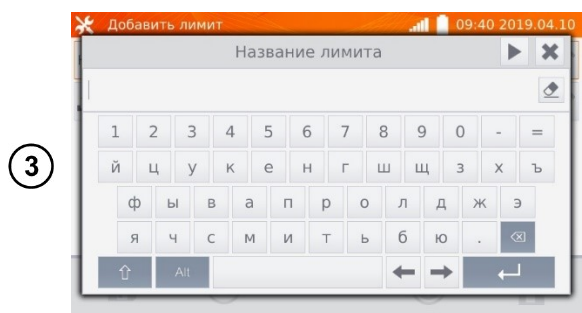 Добавить лимит 09:40 2019.04.10
Название лимита
3
1 2 3 4 5 6 7 8 9 0 - =
й ц у к е н г ш щ з х ъ
ф ы в а п р о л д ж э
я ч с м и т ь б ю .
Alt